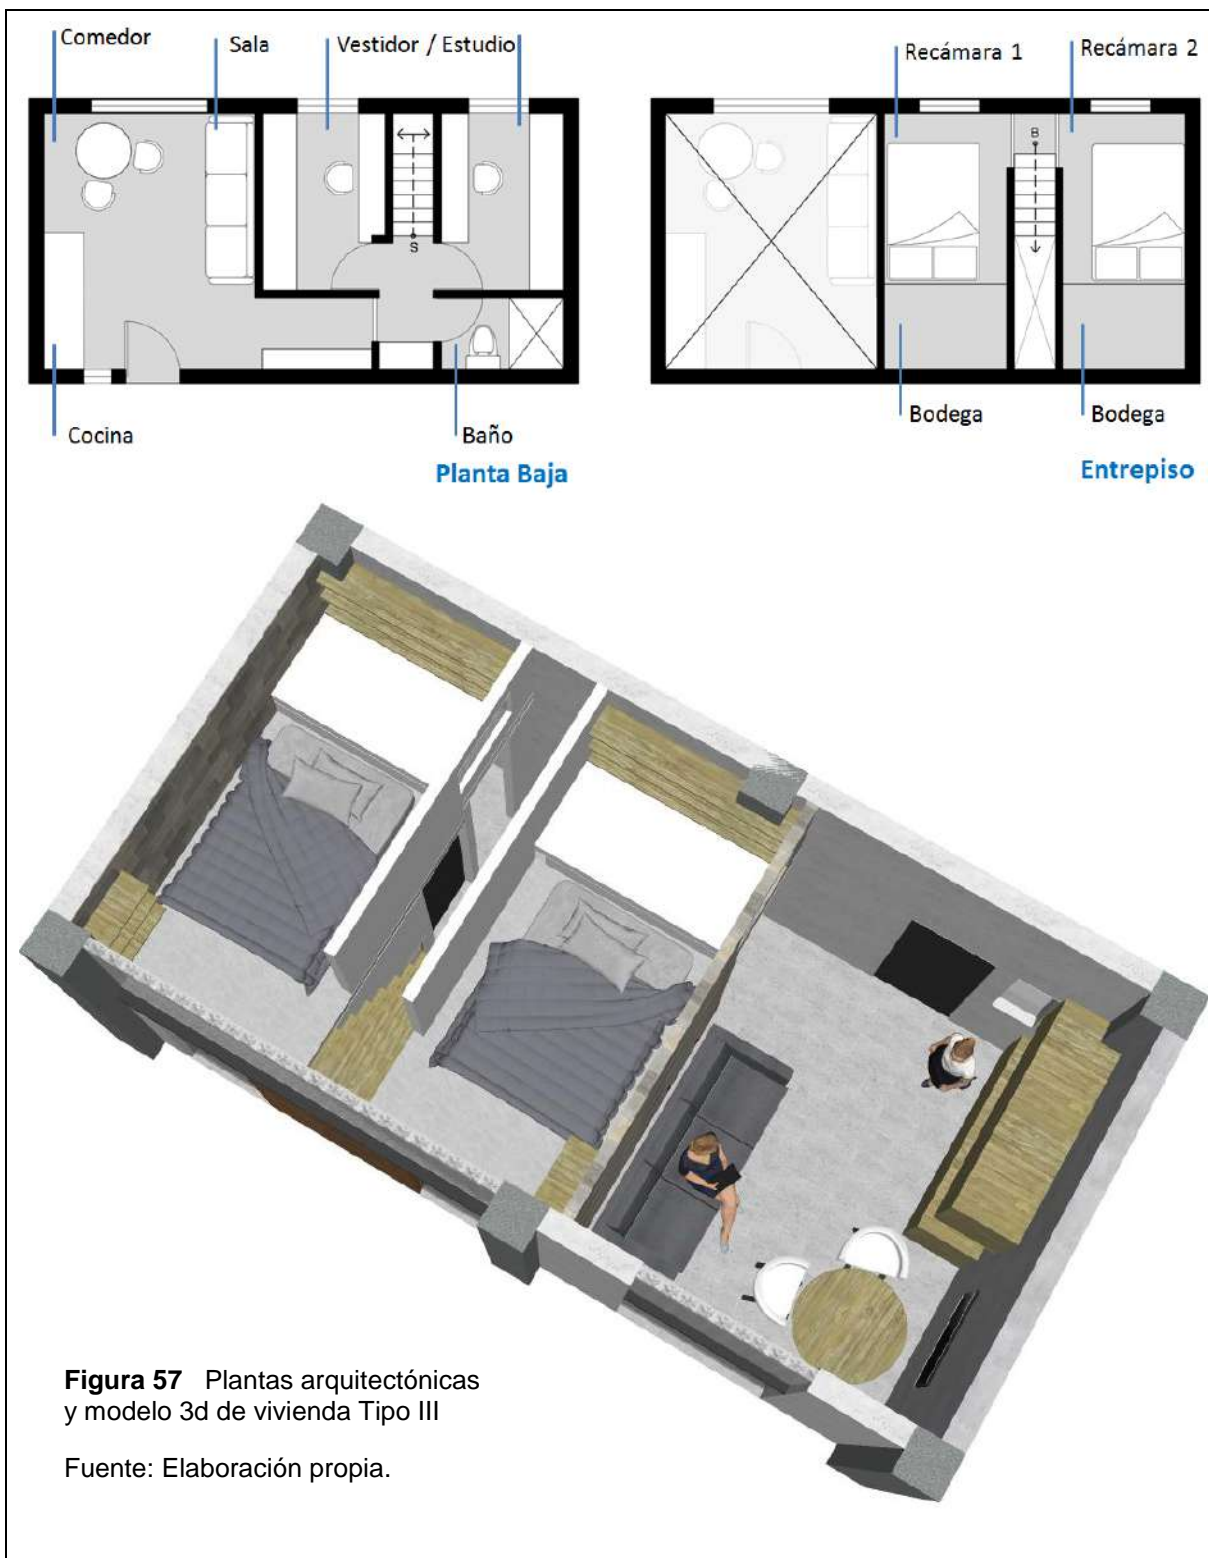 Comedor
Sala
Vestidor / Estudio
Recámara 1
Recámara 2
B
S
Bodega
Bodega
Cocina
Baño
Planta Baja
Entrepiso
Figura 57 Plantas arquitectónicas
y modelo 3d de vivienda Tipo III
Fuente: Elaboración propia.